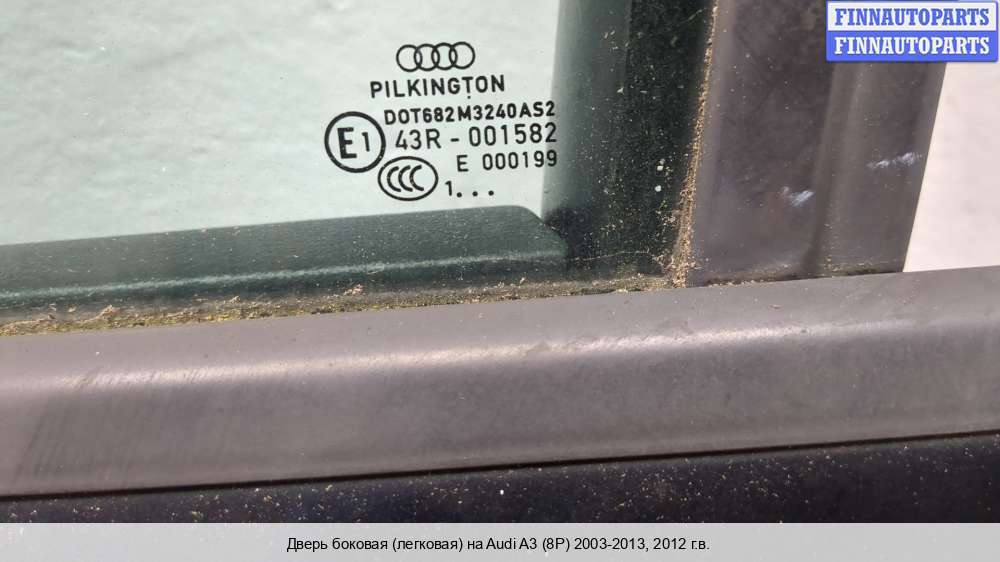 FINNAUTOPARTS
FINNAUTOPARTS
PILKINGTON
DOT682M3240AS2
E1 43R - 001582
E 000199
CCC 1...
Дверь боковая (легковая) на Audi A3 (8P) 2003-2013, 2012 г.в.